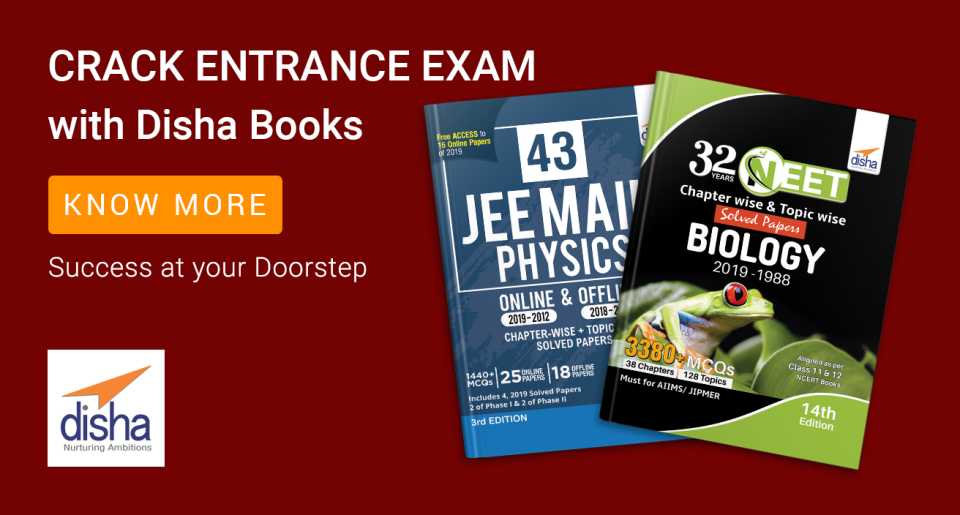 CRACK ENTRANCE EXAM
with Disha Books
KNOW MORE
Success at your Doorstep
disha
Nurturing Ambitions
Free ACCESS to
16 Online Papers
of 2019
43
JEE MAIN
PHYSICS
ONLINE & OFFLI
2019-2012
2018-2
CHAPTER-WISE + TOPIC
SOLVED PAPERS
1440+
MCQs
25 ONLINE
PAPERS
18 OFFLINE
PAPERS
Includes 4, 2019 Solved Papers
2 of Phase I & 2 of Phase II
3rd EDITION
disha
32
YEARS
NEET
Chapter wise & Topic wise
Solved Papers
BIOLOGY
2019 -1988
3380+ MCQs
38 Chapters
128 Topics
Must for AIIMS/ JIPMER
Aligned as per
Class 11 & 12
NCERT Books
14th
Edition